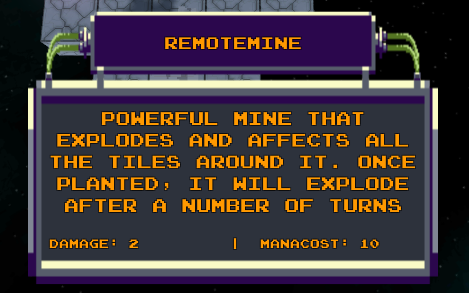 REMOTEMINE
POWERFUL MINE THAT
EXPLODES AND AFFECTS ALL
THE TILES AROUND IT. ONCE
PLANTED, IT WILL EXPLODE
AFTER A NUMBER OF TURNS
DAMAGE: 2 | MANACOST: 10